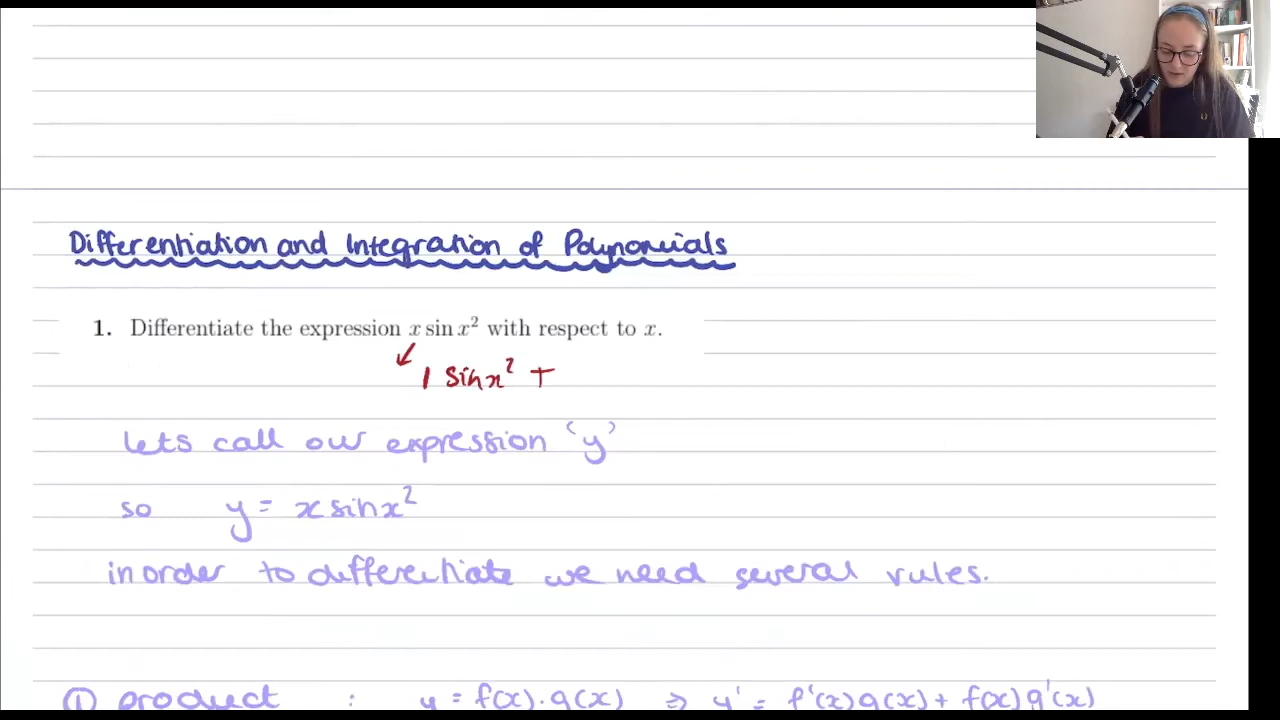 Differentiation and Integration of Polynomials
1. Differentiate the expression x sin x² with respect to x.
1 sin x² +
lets call our expression 'y'
so y = x sin x²
in order to differentiate we need several rules.
① product : y = f(x) · g(x) ⇒ y' = f'(x)g(x) + f(x)g'(x)